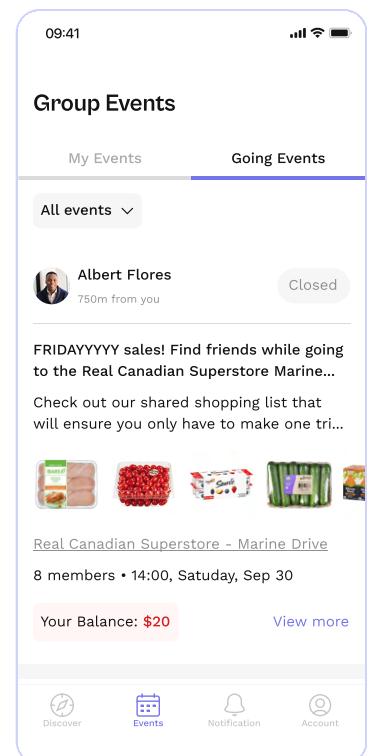 09:41
Group Events
My Events
Going Events
All events
Albert Flores
750m from you
Closed
FRIDAYYYYY sales! Find friends while going
to the Real Canadian Superstore Marine...
Check out our shared shopping list that
will ensure you only have to make one tri...
Real Canadian Superstore - Marine Drive
8 members • 14:00, Satuday, Sep 30
Your Balance: $20
View more
Discover
Events
Notification
Account